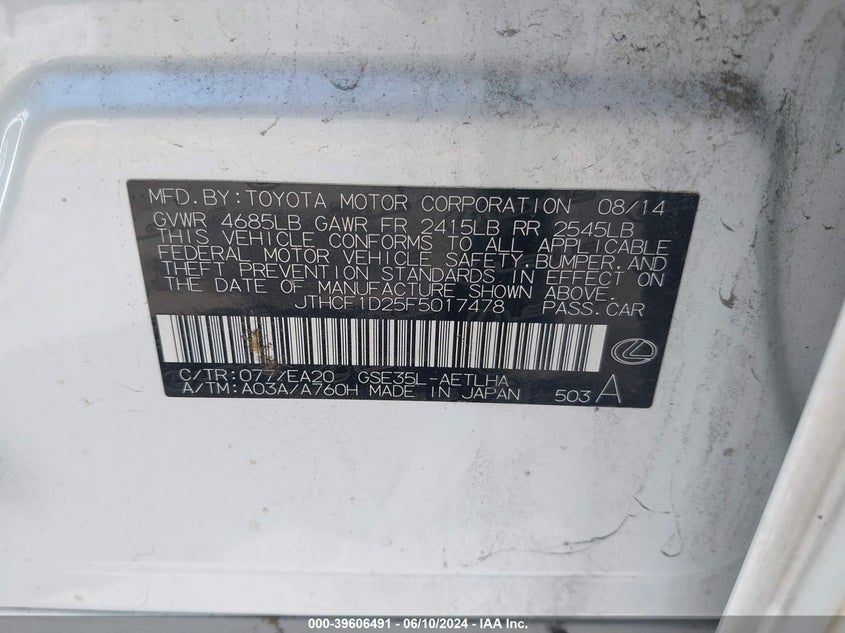 MFD. BY: TOYOTA MOTOR CORPORATION 08/14
GVWR 4685LB GAWR FR 2415LB RR 2545LB
THIS VEHICLE CONFORMS TO ALL APPLICABLE
FEDERAL MOTOR VEHICLE SAFETY, BUMPER, AND
THEFT PREVENTION STANDARDS IN EFFECT ON
THE DATE OF MANUFACTURE SHOWN ABOVE.
JTHCF1D25F5017478 PASS. CAR
C/TR: 077/EA20 GSE35L-AETLHA
A/TM: A03A/A760H MADE IN JAPAN 503 A
000-39606491 - 06/10/2024 - IAA Inc.